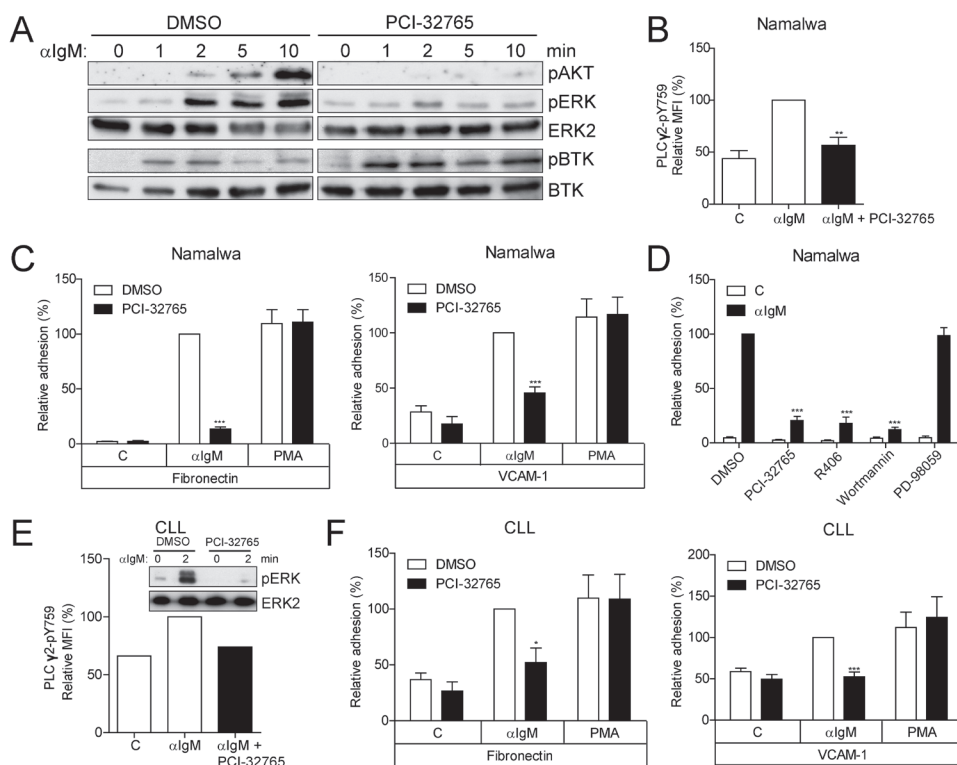 A
DMSO PCI-32765
αIgM: 0 1 2 5 10 0 1 2 5 10 min
pAKT
pERK
ERK2
pBTK
BTK
B
Namalwa
PLCγ2-pY759
Relative MFI (%)
150
100
50
0
C αIgM αIgM + PCI-32765
**
C
Namalwa
Relative adhesion (%)
150
100
50
0
DMSO
PCI-32765
***
C αIgM PMA
Fibronectin
Namalwa
Relative adhesion (%)
150
100
50
0
DMSO
PCI-32765
***
C αIgM PMA
VCAM-1
D
Namalwa
Relative adhesion (%)
150
100
50
0
C
αIgM
*** *** ***
DMSO PCI-32765 R406 Wortmannin PD-98059
E
CLL
DMSO PCI-32765
αIgM: 0 2 0 2 min
pERK
ERK2
PLC γ2-pY759
Relative MFI (%)
150
100
50
0
C αIgM αIgM +
PCI-32765
F
CLL
Relative adhesion (%)
150
100
50
0
DMSO
PCI-32765
*
C αIgM PMA
Fibronectin
CLL
Relative adhesion (%)
200
150
100
50
0
DMSO
PCI-32765
***
C αIgM PMA
VCAM-1